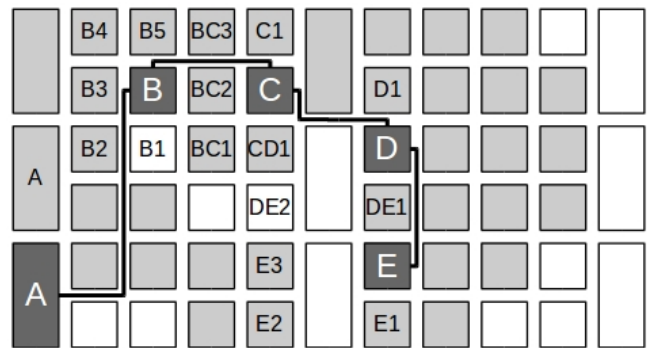 B4 B5 BC3 C1
B3 B BC2 C D1
A B2 B1 BC1 CD1 D
DE2 DE1
A E3 E
E2 E1